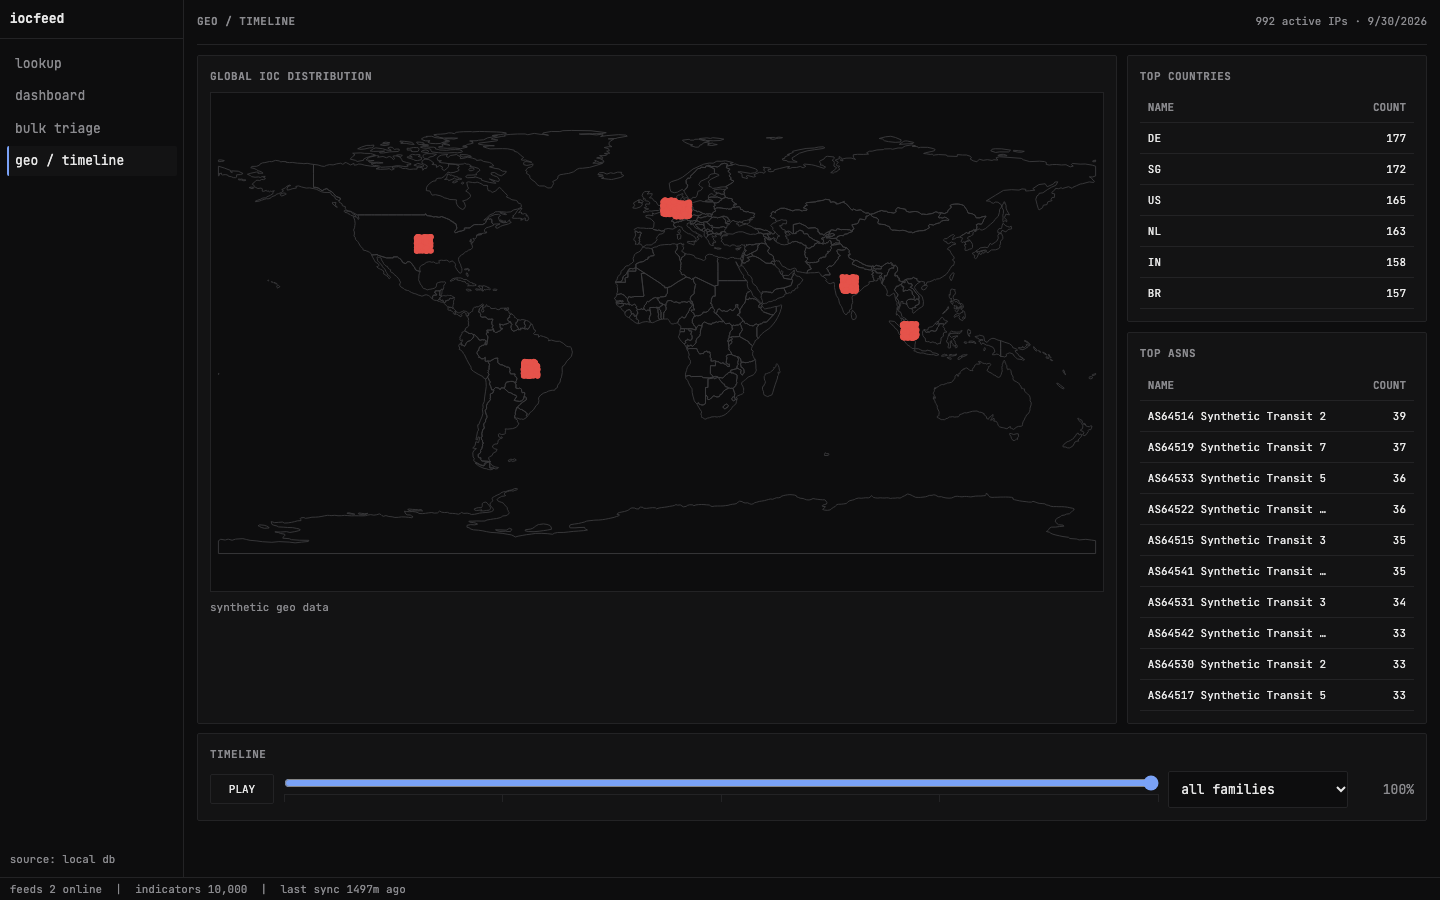 iocfeed
lookup
dashboard
bulk triage
geo / timeline
source: local db
GEO / TIMELINE
992 active IPs · 9/30/2026
GLOBAL IOC DISTRIBUTION
synthetic geo data
TOP COUNTRIES
NAME COUNT
DE 177
SG 172
US 165
NL 163
IN 158
BR 157
TOP ASNS
NAME COUNT
AS64514 Synthetic Transit 2 39
AS64519 Synthetic Transit 7 37
AS64533 Synthetic Transit 5 36
AS64522 Synthetic Transit … 36
AS64515 Synthetic Transit 3 35
AS64541 Synthetic Transit … 35
AS64531 Synthetic Transit 3 34
AS64542 Synthetic Transit … 33
AS64530 Synthetic Transit 2 33
AS64517 Synthetic Transit 5 33
TIMELINE
PLAY all families 100%
feeds 2 online | indicators 10,000 | last sync 1497m ago